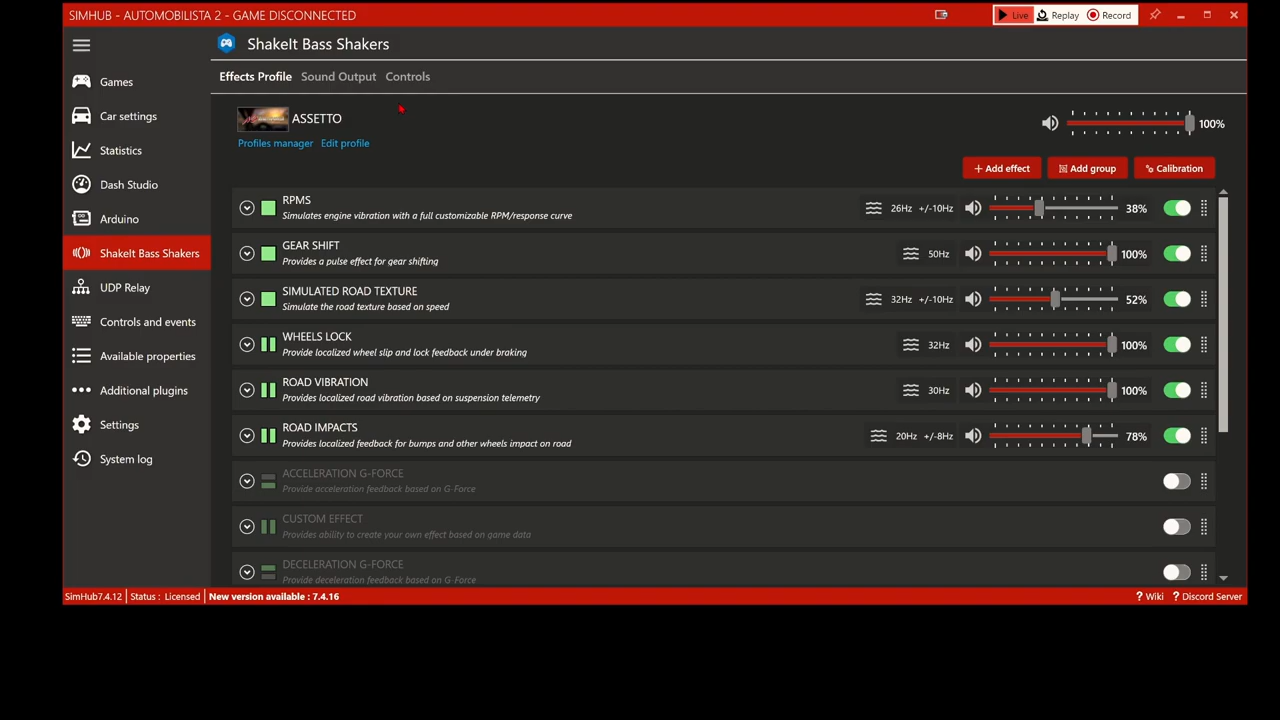 SIMHUB - AUTOMOBILISTA 2 - GAME DISCONNECTED
Live Replay Record
ShakeIt Bass Shakers
Effects Profile Sound Output Controls
Games
Car settings
Statistics
Dash Studio
Arduino
ShakeIt Bass Shakers
UDP Relay
Controls and events
Available properties
Additional plugins
Settings
System log
ASSETTO
Profiles manager Edit profile
100%
+ Add effect Add group Calibration
RPMS
Simulates engine vibration with a full customizable RPM/response curve
26Hz +/-10Hz 38%
GEAR SHIFT
Provides a pulse effect for gear shifting
50Hz 100%
SIMULATED ROAD TEXTURE
Simulate the road texture based on speed
32Hz +/-10Hz 52%
WHEELS LOCK
Provide localized wheel slip and lock feedback under braking
32Hz 100%
ROAD VIBRATION
Provides localized road vibration based on suspension telemetry
30Hz 100%
ROAD IMPACTS
Provides localized feedback for bumps and other wheels impact on road
20Hz +/-8Hz 78%
ACCELERATION G-FORCE
Provide acceleration feedback based on G-Force
CUSTOM EFFECT
Provides ability to create your own effect based on game data
DECELERATION G-FORCE
Provide deceleration feedback based on G-Force
SimHub7.4.12 Status : Licensed New version available : 7.4.16 ? Wiki ? Discord Server